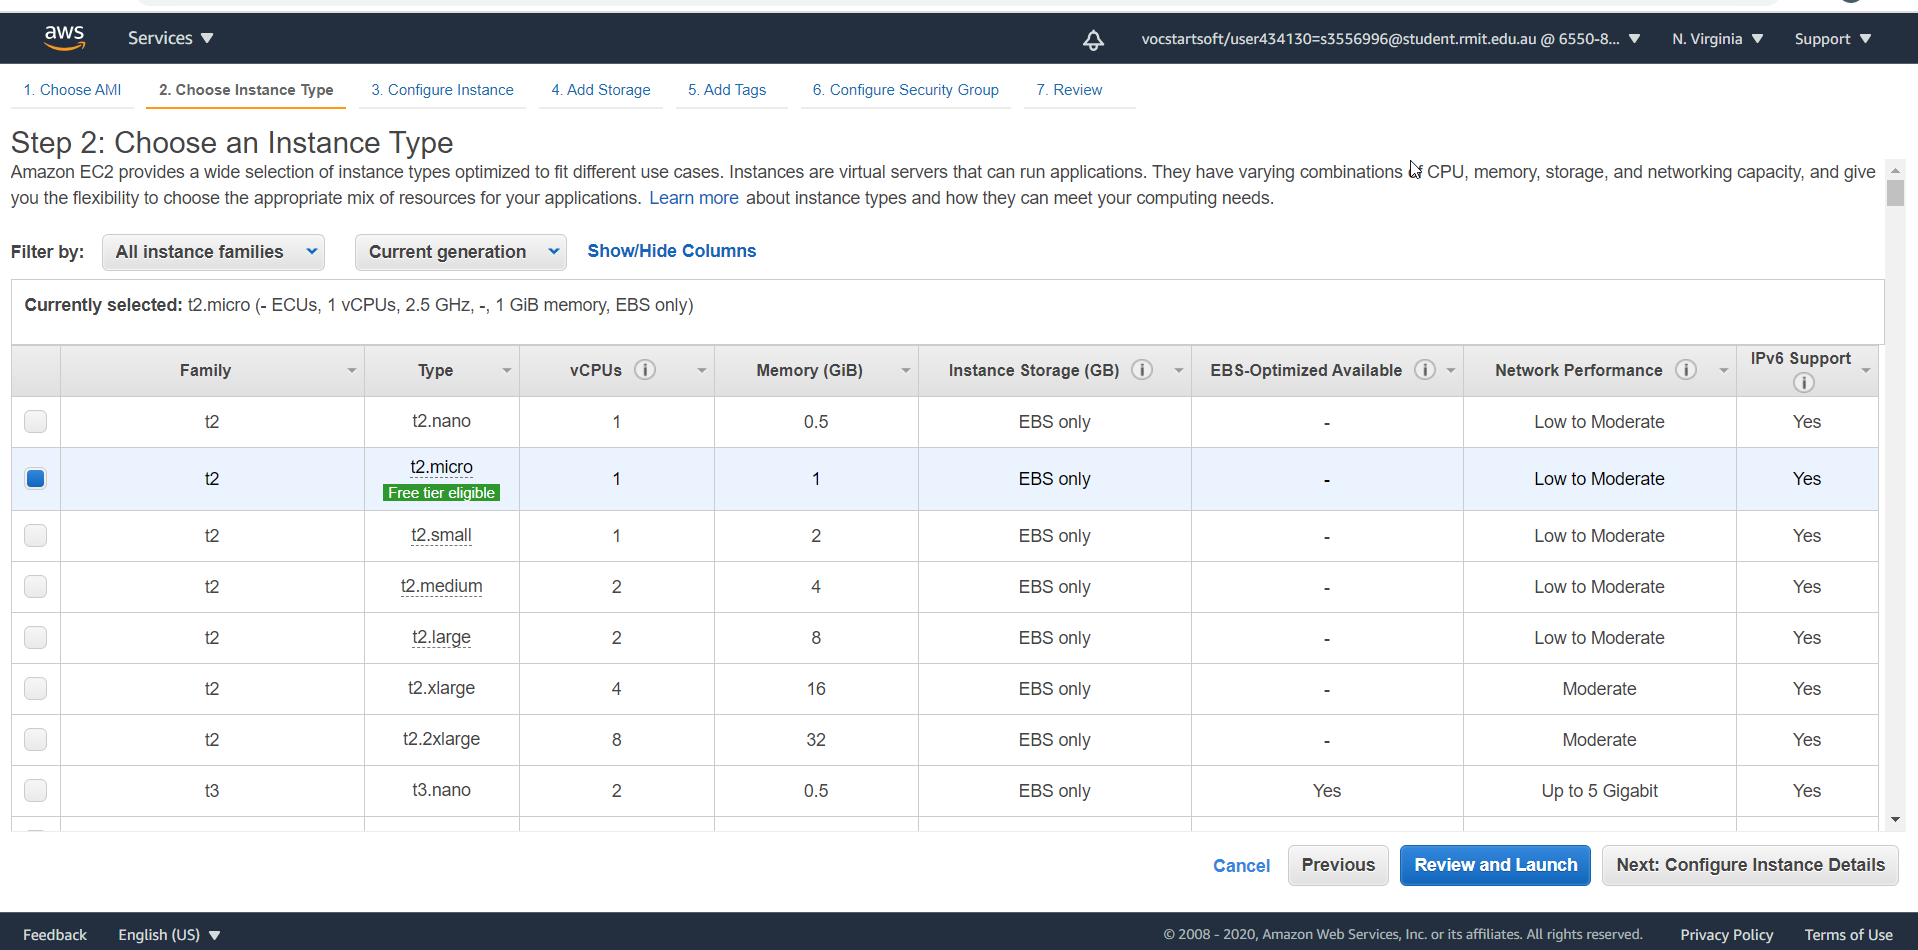 aws
Services
vocstartsoft/user434130=s3556996@student.rmit.edu.au @ 6550-8...
N. Virginia
Support
1. Choose AMI
2. Choose Instance Type
3. Configure Instance
4. Add Storage
5. Add Tags
6. Configure Security Group
7. Review
Step 2: Choose an Instance Type
Amazon EC2 provides a wide selection of instance types optimized to fit different use cases. Instances are virtual servers that can run applications. They have varying combinations of CPU, memory, storage, and networking capacity, and give
you the flexibility to choose the appropriate mix of resources for your applications. Learn more about instance types and how they can meet your computing needs.
Filter by: All instance families Current generation Show/Hide Columns
Currently selected: t2.micro (- ECUs, 1 vCPUs, 2.5 GHz, -, 1 GiB memory, EBS only)
Family Type vCPUs Memory (GiB) Instance Storage (GB) EBS-Optimized Available Network Performance IPv6 Support
t2 t2.nano 1 0.5 EBS only - Low to Moderate Yes
t2 t2.micro 1 1 EBS only - Low to Moderate Yes
Free tier eligible
t2 t2.small 1 2 EBS only - Low to Moderate Yes
t2 t2.medium 2 4 EBS only - Low to Moderate Yes
t2 t2.large 2 8 EBS only - Low to Moderate Yes
t2 t2.xlarge 4 16 EBS only - Moderate Yes
t2 t2.2xlarge 8 32 EBS only - Moderate Yes
t3 t3.nano 2 0.5 EBS only Yes Up to 5 Gigabit Yes
Cancel Previous Review and Launch Next: Configure Instance Details
Feedback English (US) © 2008 - 2020, Amazon Web Services, Inc. or its affiliates. All rights reserved. Privacy Policy Terms of Use